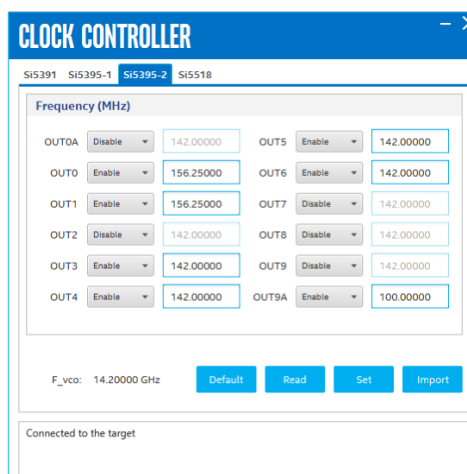 CLOCK CONTROLLER
Si5391 Si5395-1 Si5395-2 Si5518
Frequency (MHz)
OUT0A Disable 142.00000 OUT5 Enable 142.00000
OUT0 Enable 156.25000 OUT6 Enable 142.00000
OUT1 Enable 156.25000 OUT7 Disable 142.00000
OUT2 Disable 142.00000 OUT8 Disable 142.00000
OUT3 Enable 142.00000 OUT9 Disable 142.00000
OUT4 Enable 142.00000 OUT9A Enable 100.00000
F_vco: 14.20000 GHz Default Read Set Import
Connected to the target